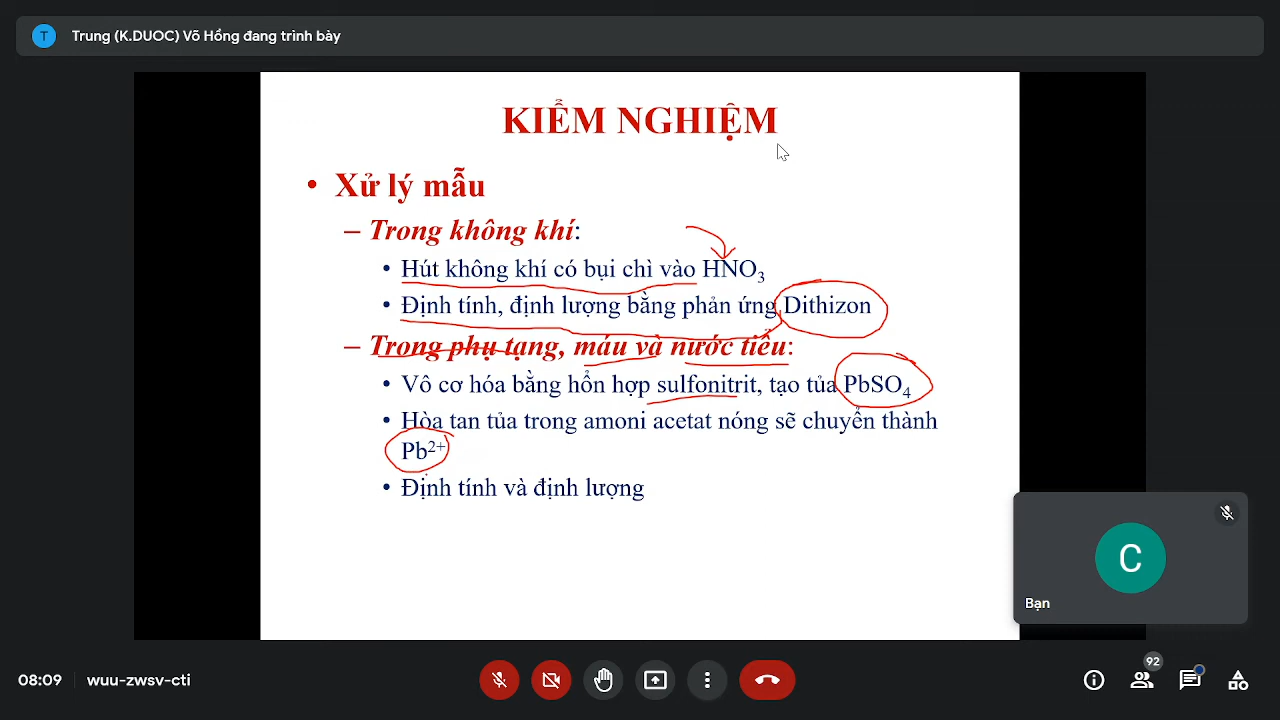 T Trung (K.DUOC) Võ Hồng đang trình bày
KIỂM NGHIỆM
• Xử lý mẫu
– Trong không khí:
• Hút không khí có bụi chì vào HNO₃
• Định tính, định lượng bằng phản ứng Dithizon
– Trong phụ tạng, máu và nước tiểu:
• Vô cơ hóa bằng hổn hợp sulfonitrit, tạo tủa PbSO₄
• Hòa tan tủa trong amoni acetat nóng sẽ chuyển thành
Pb²⁺
• Định tính và định lượng
C
Bạn
08:09 wuu-zwsv-cti
92